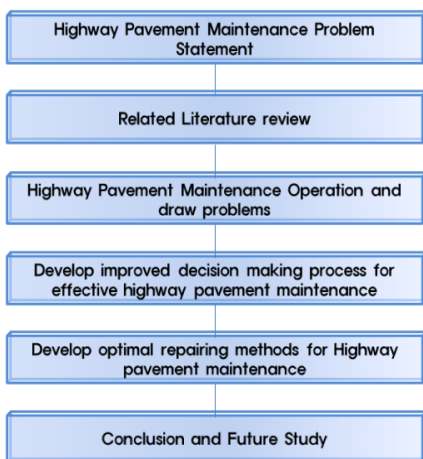 Highway Pavement Maintenance Problem
Statement
Related Literature review
Highway Pavement Maintenance Operation and
draw problems
Develop improved decision making process for
effective highway pavement maintenance
Develop optimal repairing methods for Highway
pavement maintenance
Conclusion and Future Study